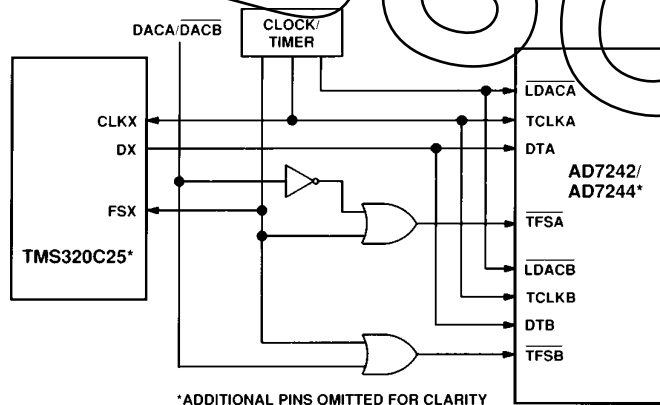 DACA/DACB
CLOCK/
TIMER
LDACA
CLKX
TCLKA
DX
DTA
AD7242/
AD7244*
FSX
TFSA
TMS320C25*
LDACB
TCLKB
DTB
TFSB
*ADDITIONAL PINS OMITTED FOR CLARITY